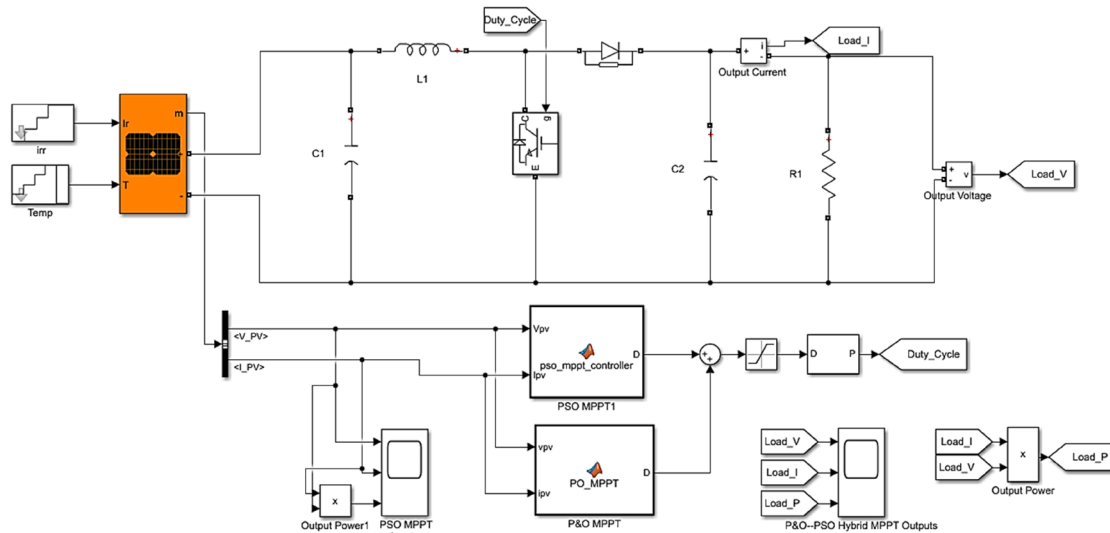 Duty_Cycle
Load_I
i
+
-
Output Current
L1
Ir
m
irr
T
-
Temp
C1
C
g
E
C2
R1
+
-
v
Output Voltage
Load_V
<V_PV>
<I_PV>
Vpv
Ipv
pso_mppt_controller
D
PSO MPPT1
vpv
ipv
PO_MPPT
D
P&O MPPT
+
+
D
P
Duty_Cycle
x
Output Power1
PSO MPPT
Load_V
Load_I
Load_P
P&O--PSO Hybrid MPPT Outputs
Load_I
Load_V
x
Output Power
Load_P